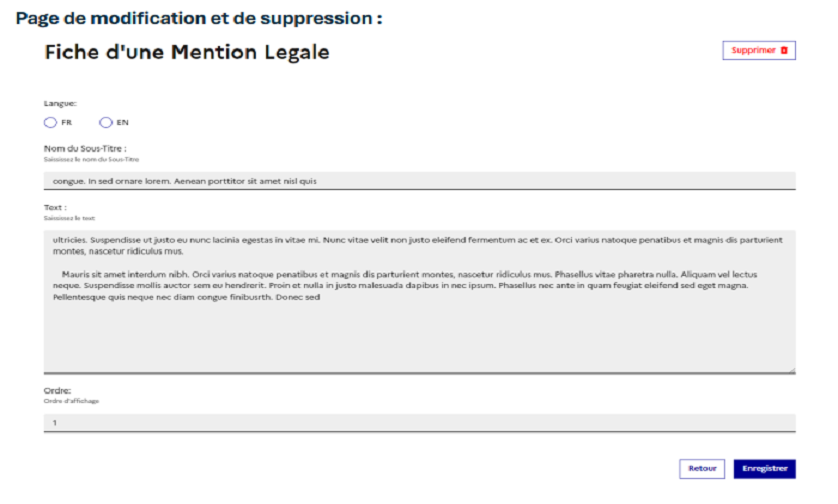 Page de modification et de suppression :
Fiche d'une Mention Legale
Supprimer
Langue:
FR EN
Nom du Sous-Titre :
Saisissez le nom du Sous-Titre
congue. In sed ornare lorem. Aenean porttitor sit amet nisl quis
Text :
Saisissez le text
ultricies. Suspendisse ut justo eu nunc lacinia egestas in vitae mi. Nunc vitae velit non justo eleifend fermentum ac et ex. Orci varius natoque penatibus et magnis dis parturient
montes, nascetur ridiculus mus.
Mauris sit amet interdum nibh. Orci varius natoque penatibus et magnis dis parturient montes, nascetur ridiculus mus. Phasellus vitae pharetra nulla. Aliquam vel lectus
neque. Suspendisse mollis auctor sem eu hendrerit. Proin et nulla in justo malesuada dapibus in nec ipsum. Phasellus nec ante in quam feugiat eleifend sed eget magna.
Pellentesque quis neque nec diam congue finibusrth. Donec sed
Ordre:
Ordre d'affichage
1
Retour
Enregistrer